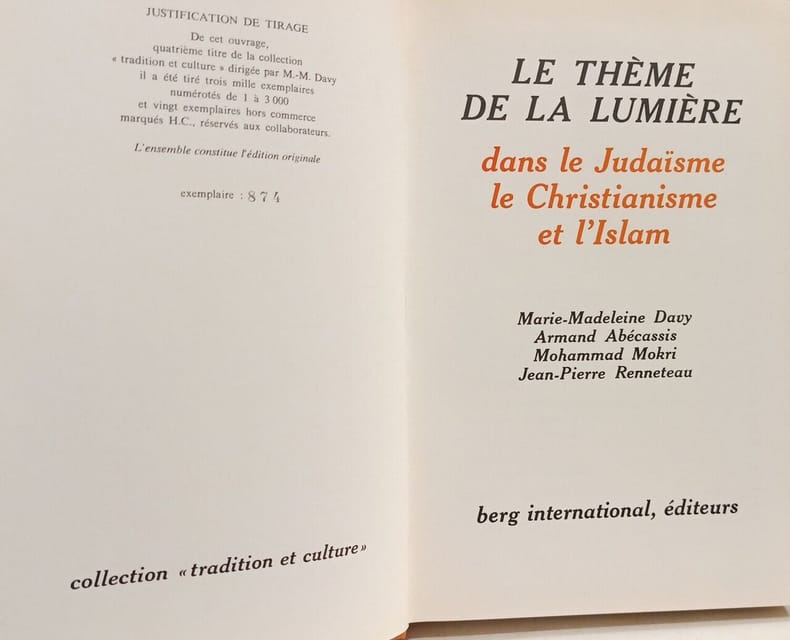 JUSTIFICATION DE TIRAGE
De cet ouvrage,
quatrième titre de la collection
« tradition et culture » dirigée par M.-M. Davy
il a été tiré trois mille exemplaires
numérotés de 1 à 3 000
et vingt exemplaires hors commerce
marqués H.C., réservés aux collaborateurs.
L'ensemble constitue l'édition originale
exemplaire : 874
collection « tradition et culture »
LE THÈME
DE LA LUMIÈRE
dans le Judaïsme
le Christianisme
et l'Islam
Marie-Madeleine Davy
Armand Abécassis
Mohammad Mokri
Jean-Pierre Renneteau
berg international, éditeurs